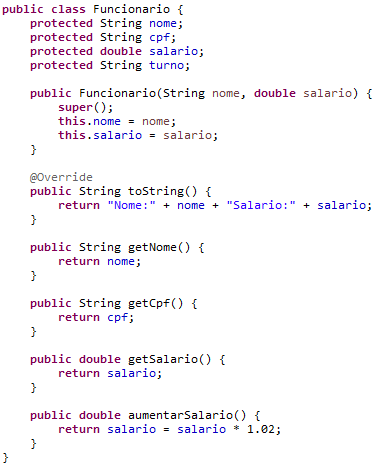 public class Funcionario {
    protected String nome;
    protected String cpf;
    protected double salario;
    protected String turno;

    public Funcionario(String nome, double salario) {
        super();
        this.nome = nome;
        this.salario = salario;
    }

    @Override
    public String toString() {
        return "Nome:" + nome + "Salario:" + salario;
    }

    public String getNome() {
        return nome;
    }

    public String getCpf() {
        return cpf;
    }

    public double getSalario() {
        return salario;
    }

    public double aumentarSalario() {
        return salario = salario * 1.02;
    }
}